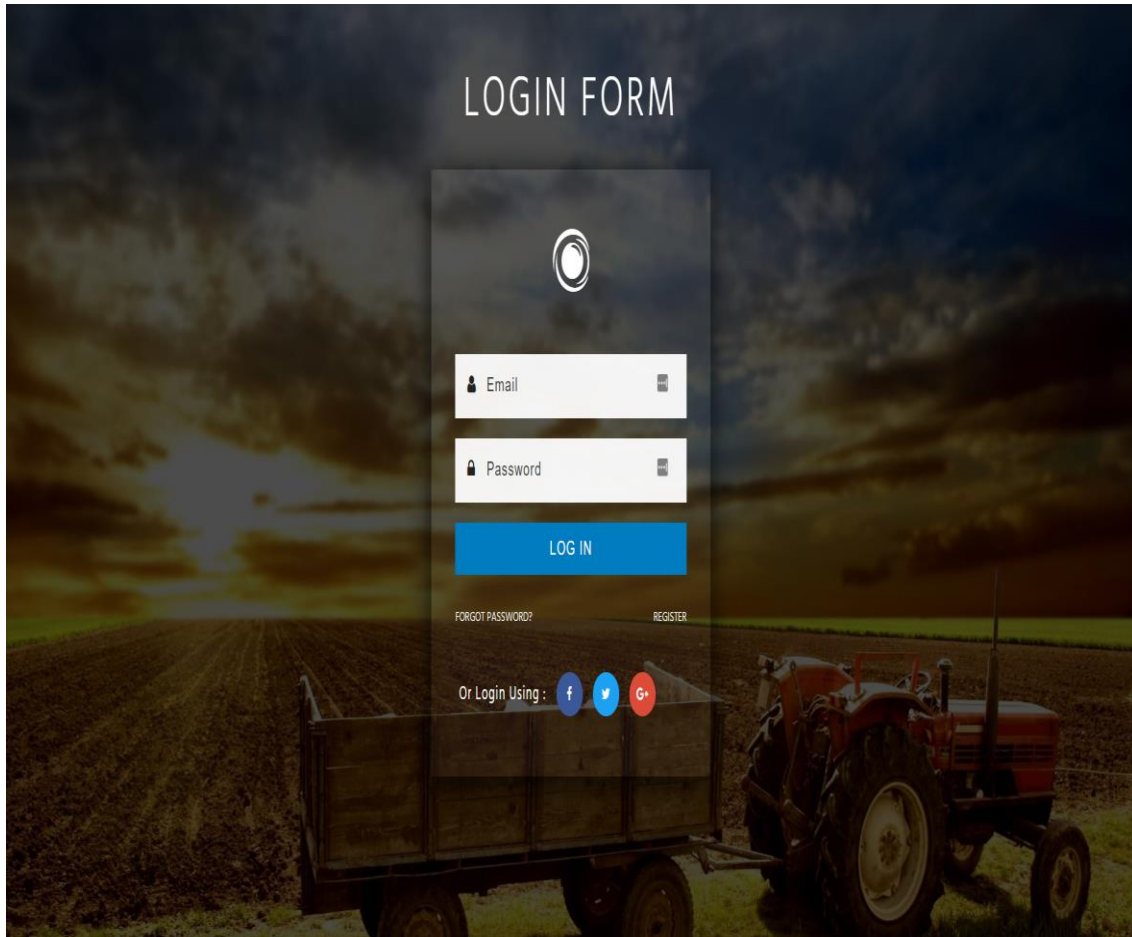 LOGIN FORM
Email
Password
LOG IN
FORGOT PASSWORD? REGISTER
Or Login Using :